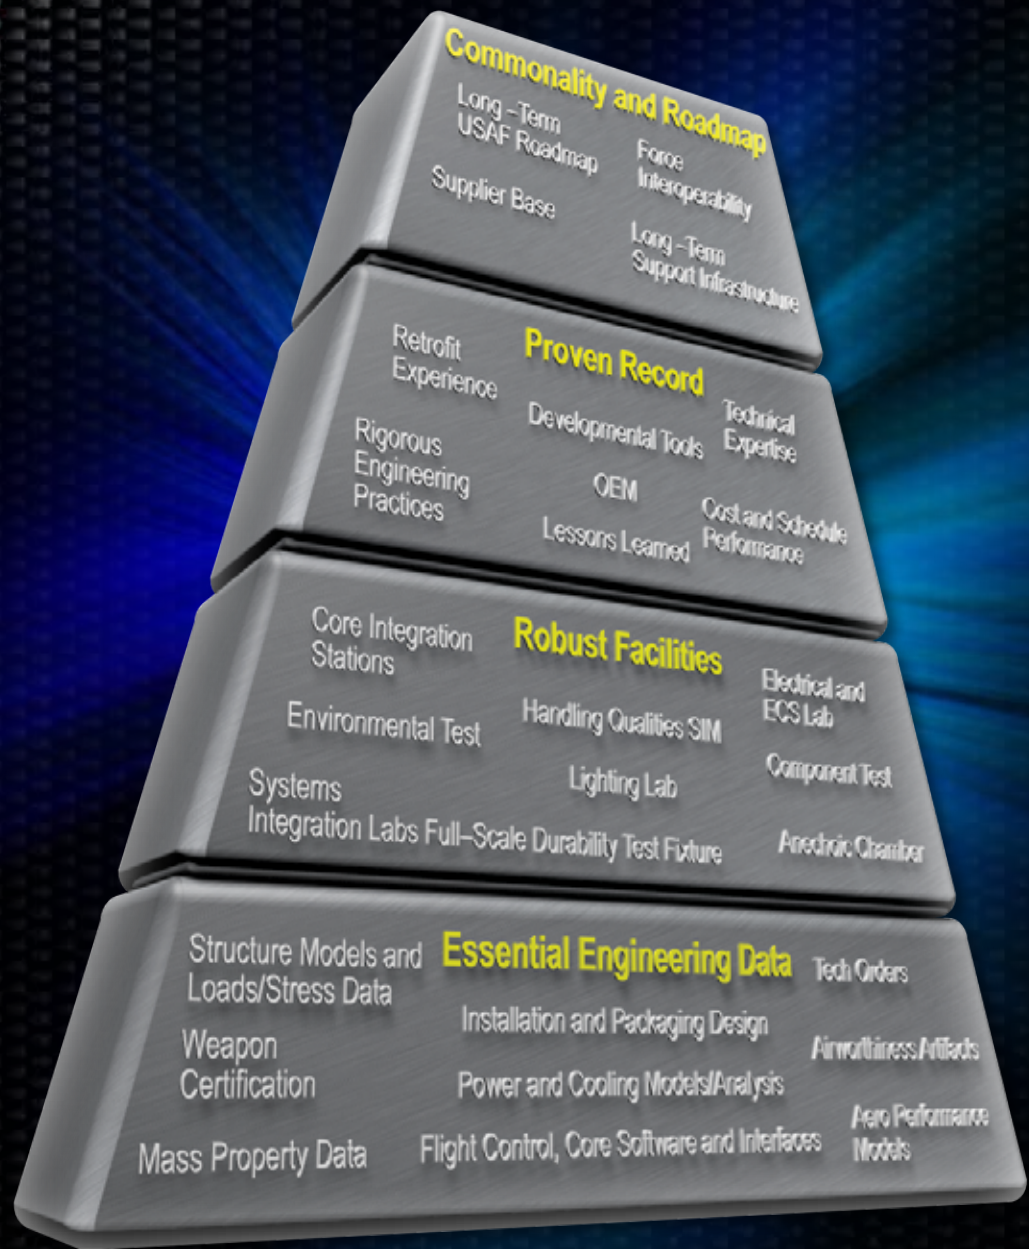 Commonality and Roadmap
Long –Term
USAF Roadmap
Force
Interoperability
Supplier Base
Long –Term
Support Infrastructure
Proven Record
Retrofit
Experience
Developmental Tools
Technical
Expertise
Rigorous
Engineering
Practices
OEM
Lessons Learned
Cost and Schedule
Performance
Robust Facilities
Core Integration
Stations
Handling Qualities SIM
Electrical and
ECS Lab
Environmental Test
Lighting Lab
Component Test
Systems
Integration Labs Full–Scale Durability Test Fixture
Anechoic Chamber
Essential Engineering Data
Structure Models and
Loads/Stress Data
Tech Orders
Installation and Packaging Design
Weapon
Certification
Airworthiness Artifacts
Power and Cooling Models/Analysis
Mass Property Data
Flight Control, Core Software and Interfaces
Aero Performance
Models